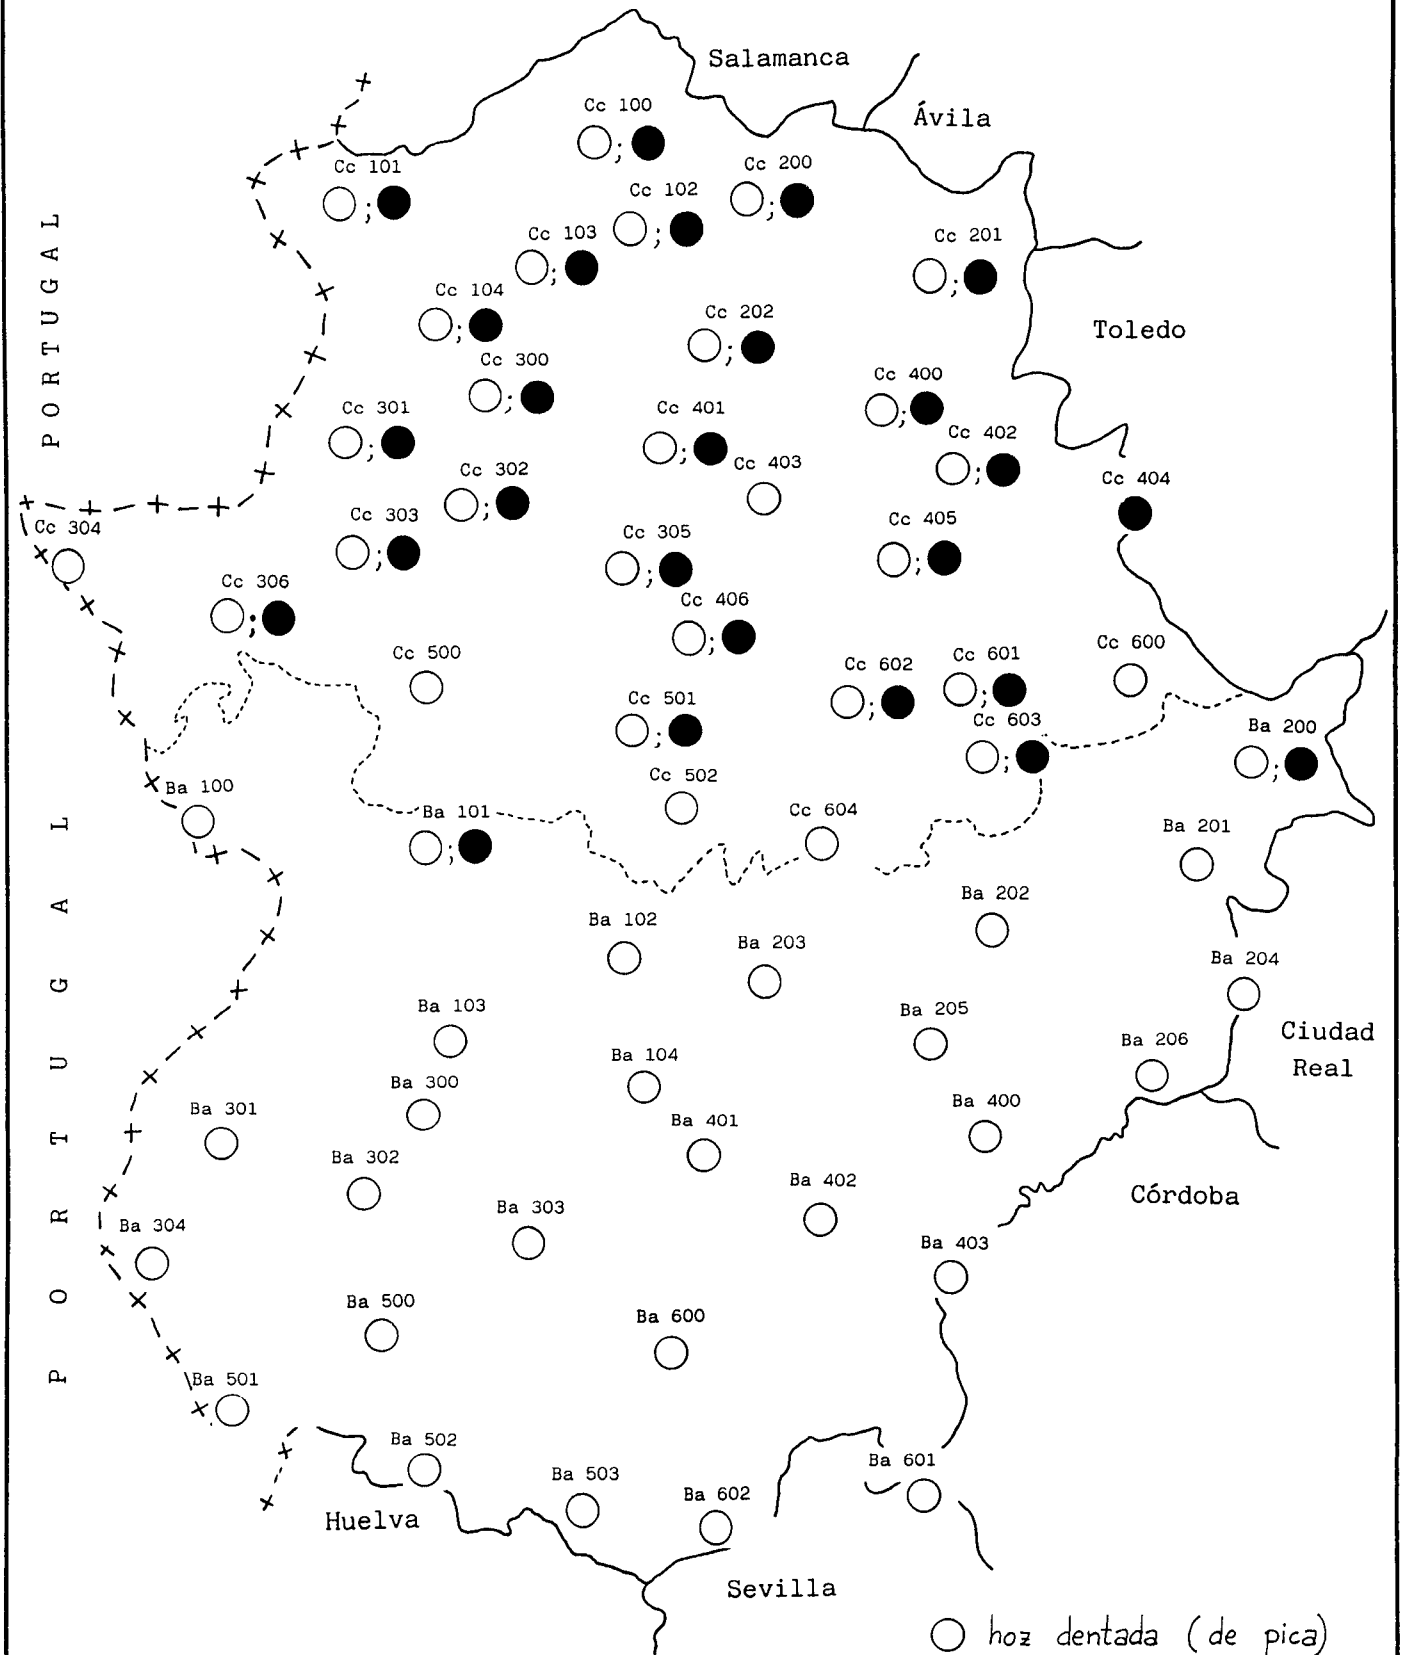 Salamanca
Cc 100
Ávila
Cc 101
Cc 200
Cc 102
Cc 103
Cc 201
PORTUGAL
Cc 104
Cc 202
Toledo
Cc 300
Cc 400
Cc 301
Cc 401
Cc 402
Cc 403
Cc 302
Cc 404
Cc 303
Cc 405
Cc 304
Cc 305
Cc 306
Cc 406
Cc 500
Cc 602
Cc 601
Cc 600
Cc 501
Cc 603
Ba 200
Cc 502
Ba 100
Ba 101
Cc 604
Ba 201
PORTUGAL
Ba 202
Ba 102
Ba 203
Ba 204
Ba 103
Ba 205
Ciudad
Real
Ba 206
Ba 104
Ba 300
Ba 301
Ba 401
Ba 400
Ba 302
Ba 402
Córdoba
Ba 303
Ba 304
Ba 403
Ba 500
Ba 600
Ba 501
Ba 502
Ba 601
Ba 503
Ba 602
Huelva
Sevilla
hoz dentada (de pica)